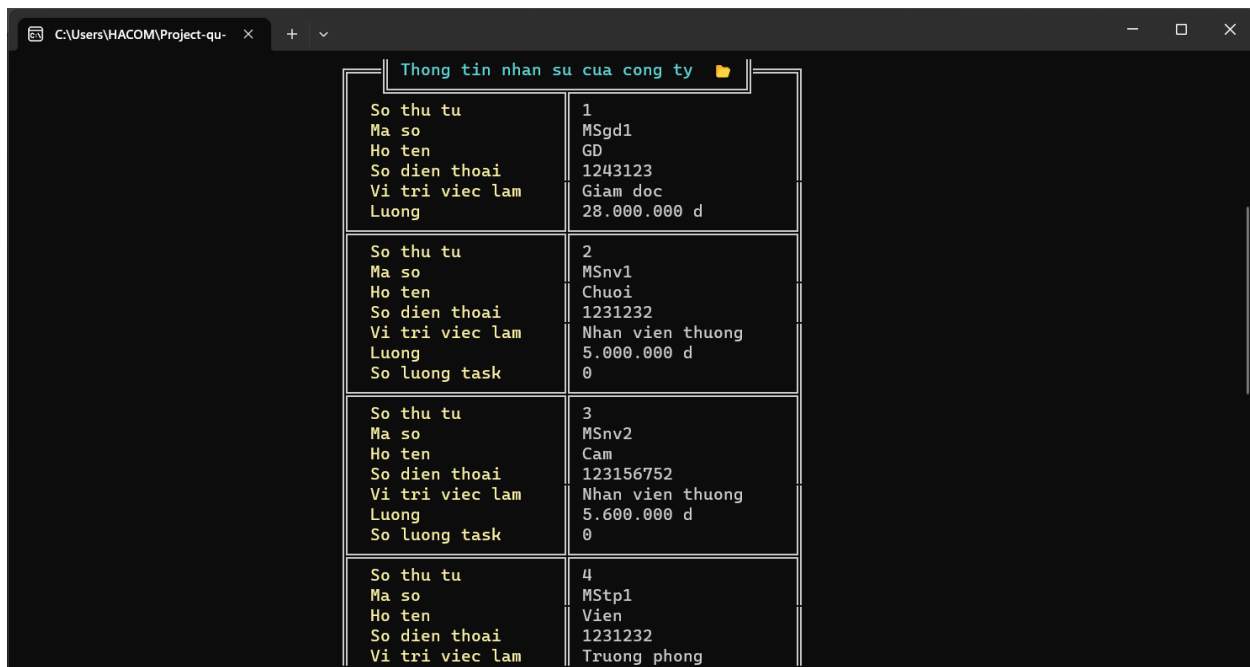 C:\Users\HACOM\Project-qu-
Thong tin nhan su cua cong ty
So thu tu 1
Ma so MSgd1
Ho ten GD
So dien thoai 1243123
Vi tri viec lam Giam doc
Luong 28.000.000 d
So thu tu 2
Ma so MSnv1
Ho ten Chuoi
So dien thoai 1231232
Vi tri viec lam Nhan vien thuong
Luong 5.000.000 d
So luong task 0
So thu tu 3
Ma so MSnv2
Ho ten Cam
So dien thoai 123156752
Vi tri viec lam Nhan vien thuong
Luong 5.600.000 d
So luong task 0
So thu tu 4
Ma so MStp1
Ho ten Vien
So dien thoai 1231232
Vi tri viec lam Truong phong